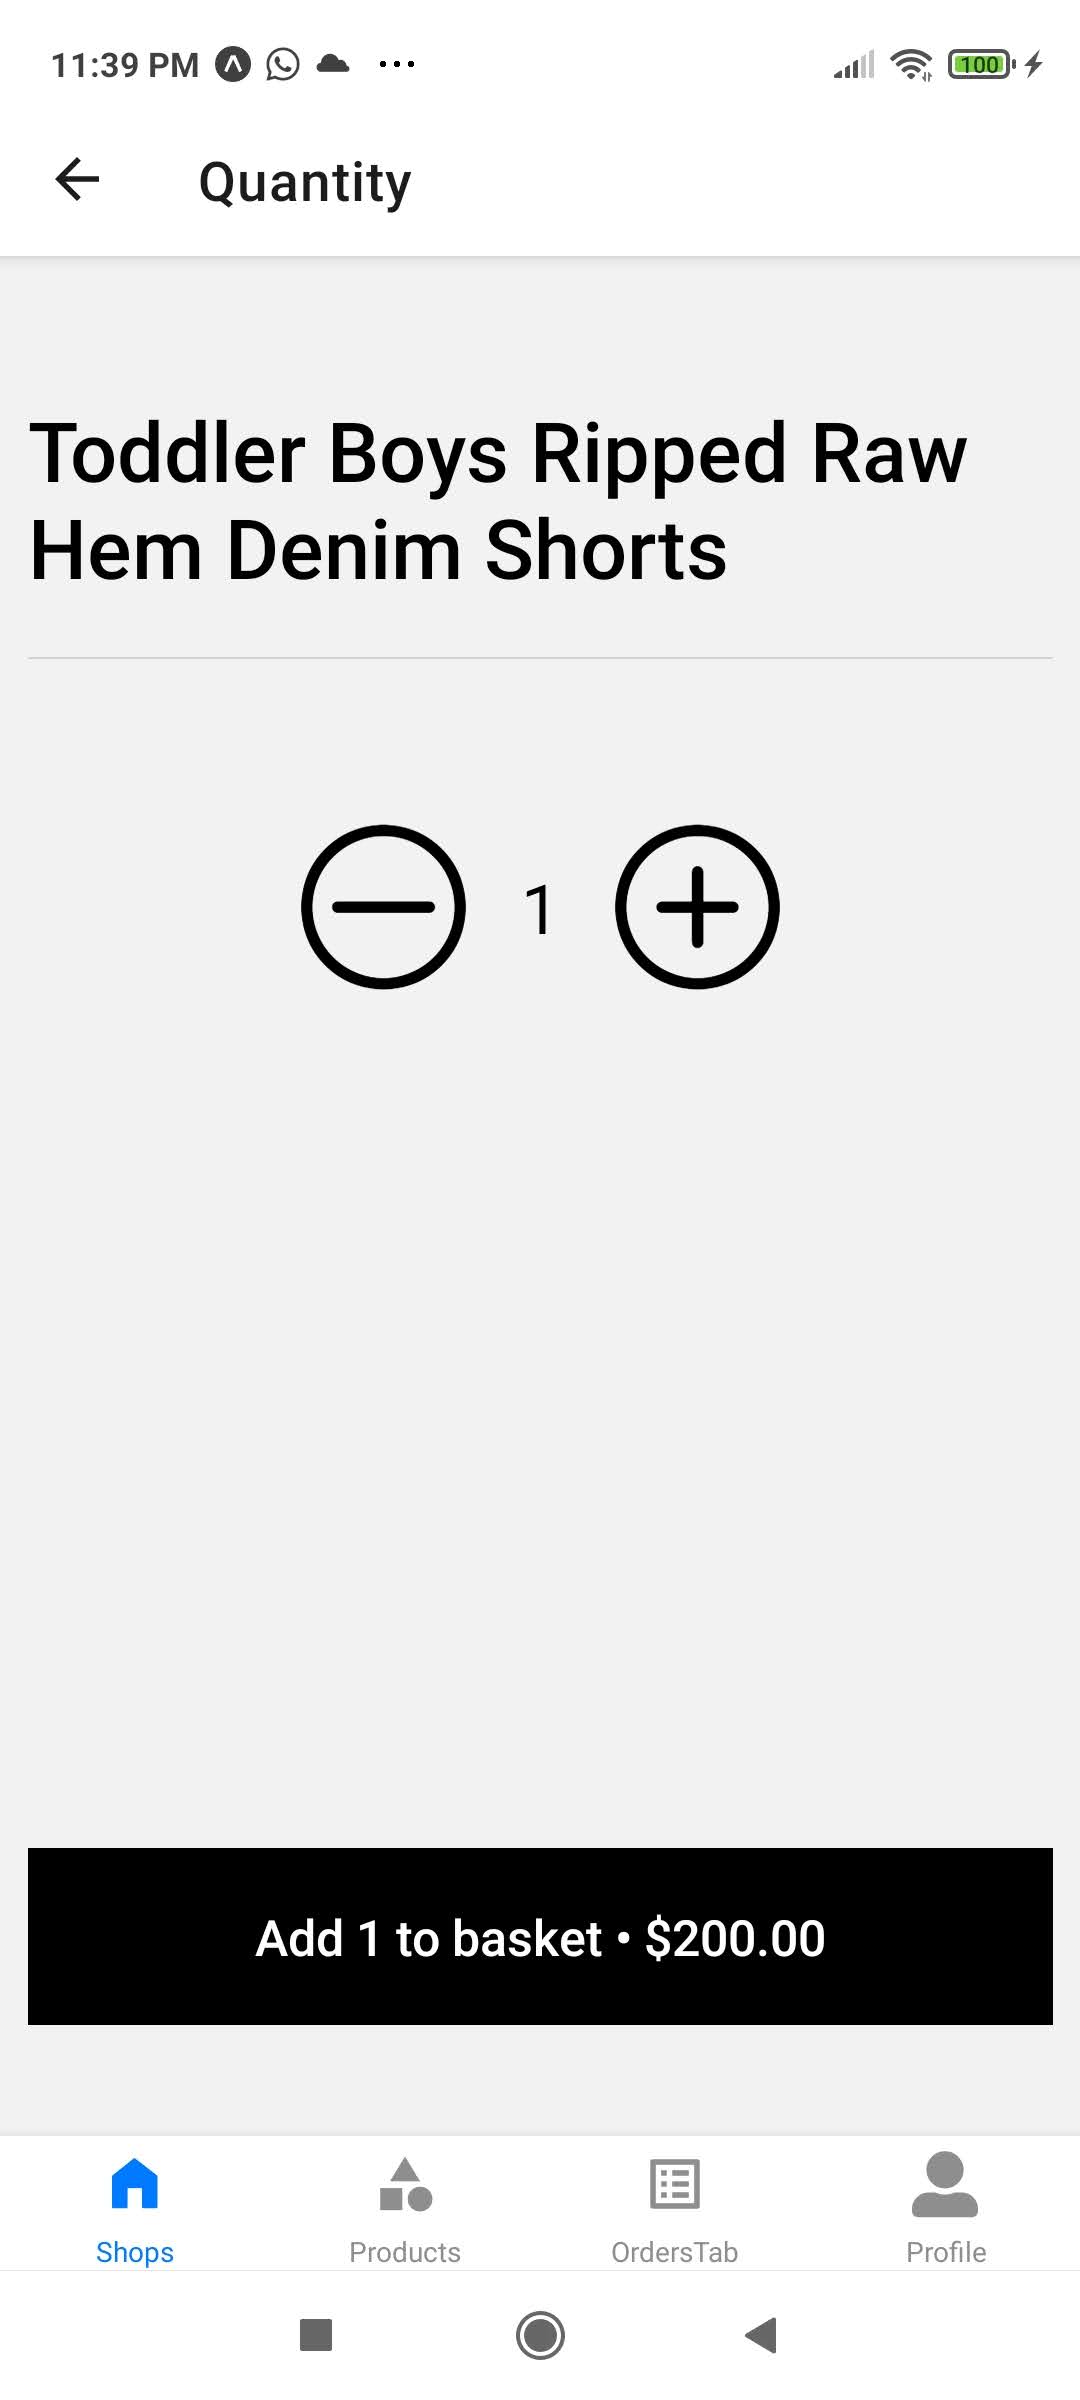 11:39 PM
100
Quantity
Toddler Boys Ripped Raw
Hem Denim Shorts
1
Add 1 to basket • $200.00
Shops
Products
OrdersTab
Profile